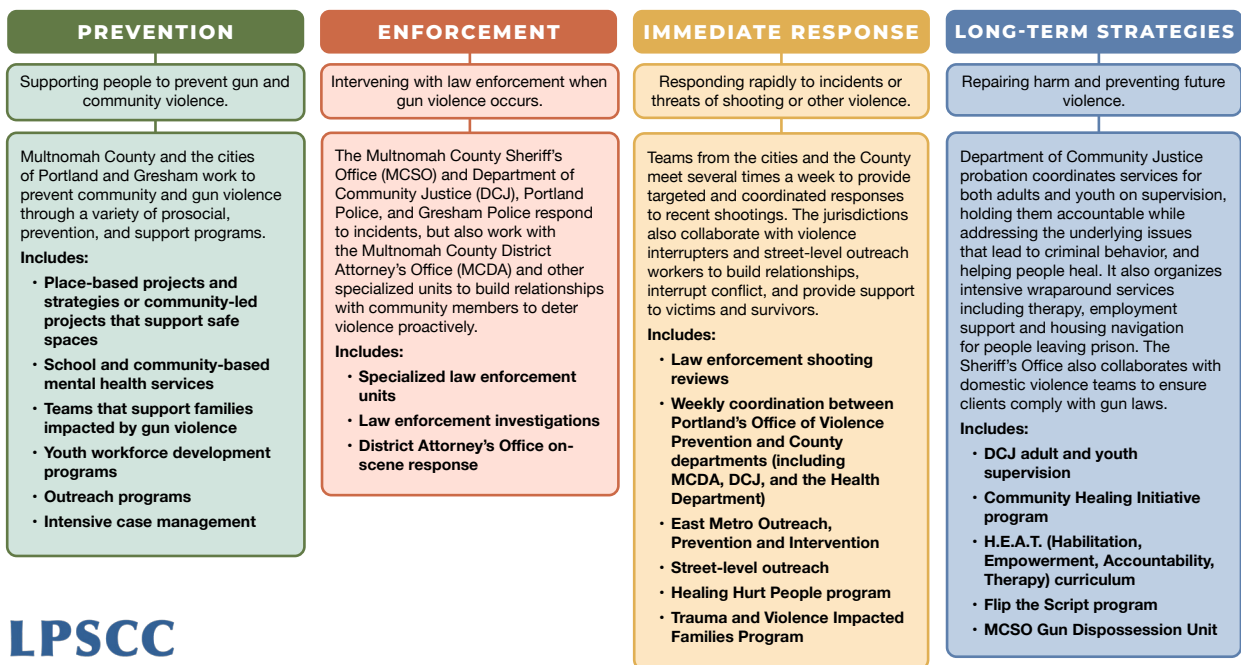 PREVENTION
Supporting people to prevent gun and
community violence.
Multnomah County and the cities
of Portland and Gresham work to
prevent community and gun violence
through a variety of prosocial,
prevention, and support programs.
Includes:
• Place-based projects and
strategies or community-led
projects that support safe
spaces
• School and community-based
mental health services
• Teams that support families
impacted by gun violence
• Youth workforce development
programs
• Outreach programs
• Intensive case management
ENFORCEMENT
Intervening with law enforcement when
gun violence occurs.
The Multnomah County Sheriff's
Office (MCSO) and Department of
Community Justice (DCJ), Portland
Police, and Gresham Police respond
to incidents, but also work with
the Multnomah County District
Attorney's Office (MCDA) and other
specialized units to build relationships
with community members to deter
violence proactively.
Includes:
• Specialized law enforcement
units
• Law enforcement investigations
• District Attorney's Office on-
scene response
IMMEDIATE RESPONSE
Responding rapidly to incidents or
threats of shooting or other violence.
Teams from the cities and the County
meet several times a week to provide
targeted and coordinated responses
to recent shootings. The jurisdictions
also collaborate with violence
interrupters and street-level outreach
workers to build relationships,
interrupt conflict, and provide support
to victims and survivors.
Includes:
• Law enforcement shooting
reviews
• Weekly coordination between
Portland's Office of Violence
Prevention and County
departments (including
MCDA, DCJ, and the Health
Department)
• East Metro Outreach,
Prevention and Intervention
• Street-level outreach
• Healing Hurt People program
• Trauma and Violence Impacted
Families Program
LONG-TERM STRATEGIES
Repairing harm and preventing future
violence.
Department of Community Justice
probation coordinates services for
both adults and youth on supervision,
holding them accountable while
addressing the underlying issues
that lead to criminal behavior, and
helping people heal. It also organizes
intensive wraparound services
including therapy, employment
support and housing navigation
for people leaving prison. The
Sheriff's Office also collaborates with
domestic violence teams to ensure
clients comply with gun laws.
Includes:
• DCJ adult and youth
supervision
• Community Healing Initiative
program
• H.E.A.T. (Habilitation,
Empowerment, Accountability,
Therapy) curriculum
• Flip the Script program
• MCSO Gun Dispossession Unit
LPSCC